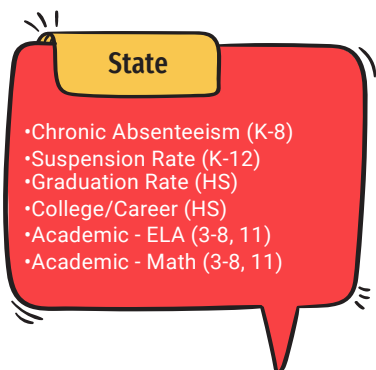 State
•Chronic Absenteeism (K-8)
•Suspension Rate (K-12)
•Graduation Rate (HS)
•College/Career (HS)
•Academic - ELA (3-8, 11)
•Academic - Math (3-8, 11)